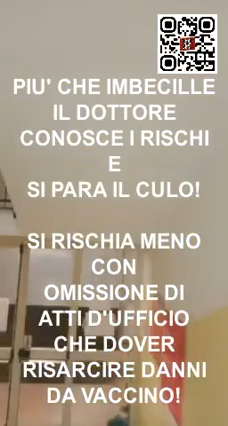 PIU' CHE IMBECILLE
IL DOTTORE
CONOSCE I RISCHI
E
SI PARA IL CULO!
SI RISCHIA MENO
CON
OMISSIONE DI
ATTI D'UFFICIO
CHE DOVER
RISARCIRE DANNI
DA VACCINO!